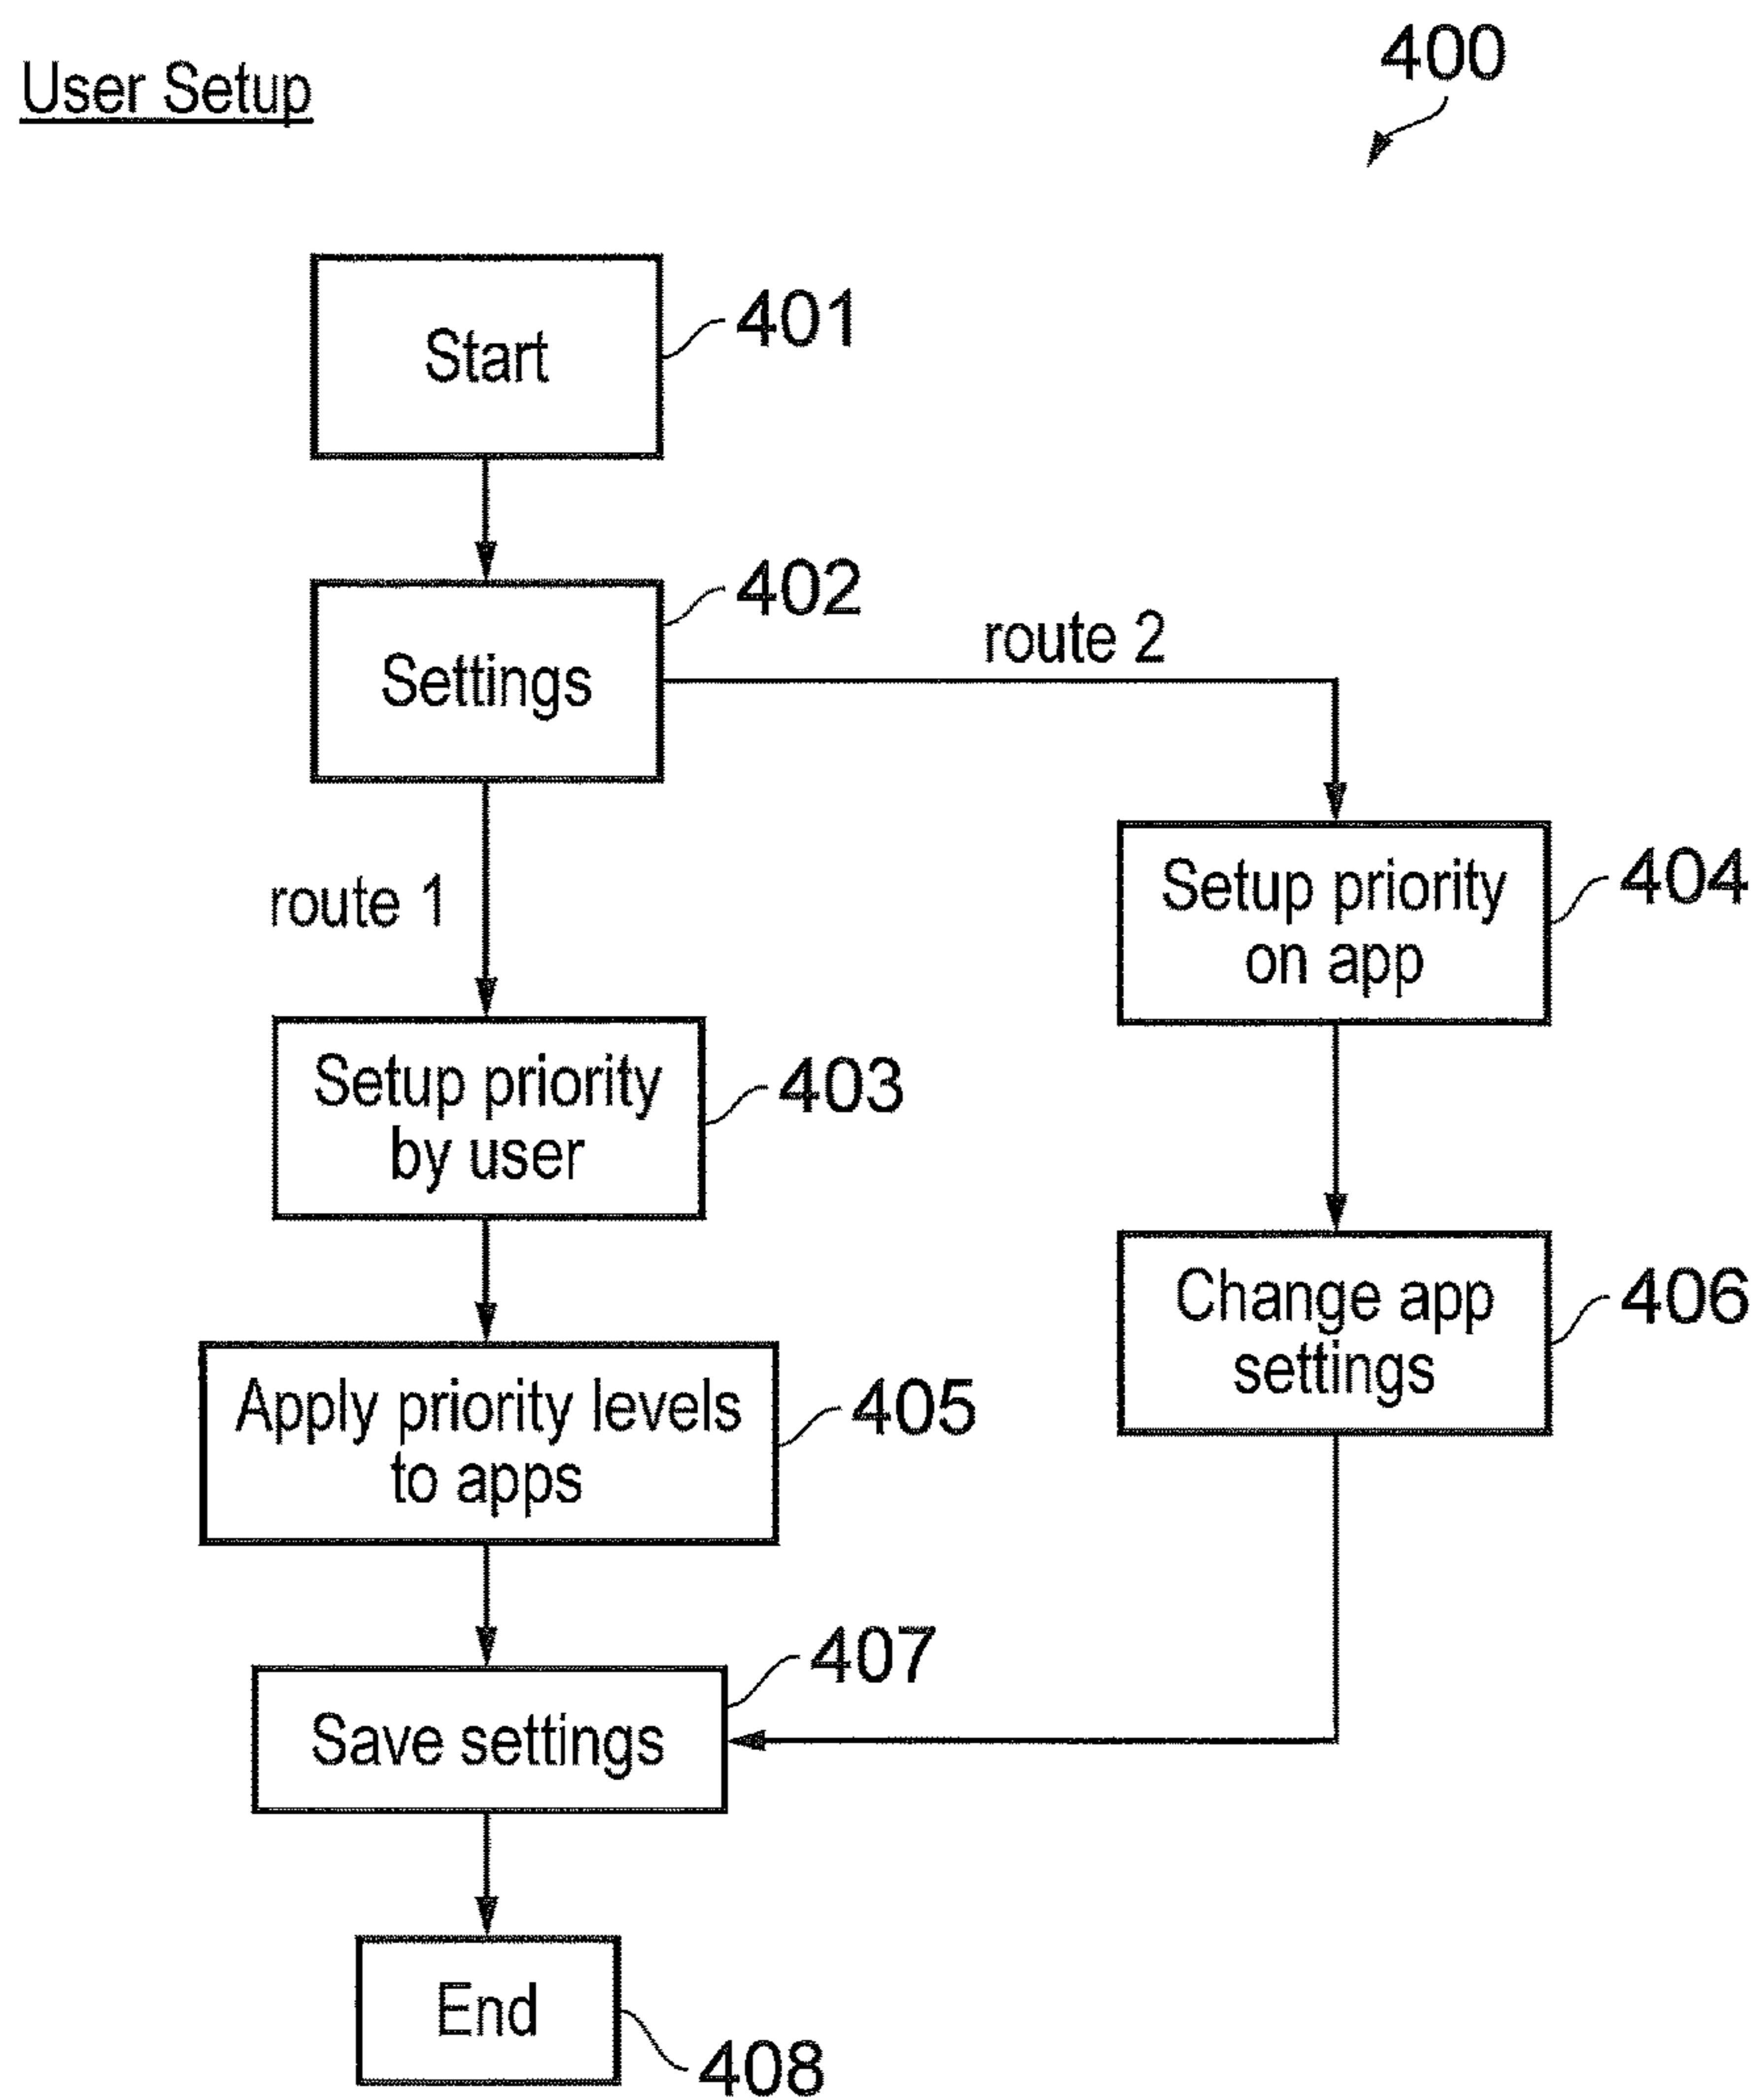 User Setup
400
Start
401
Settings
402
route 2
route 1
Setup priority
on app
404
Setup priority
by user
403
Change app
settings
406
Apply priority levels
to apps
405
Save settings
407
End
408